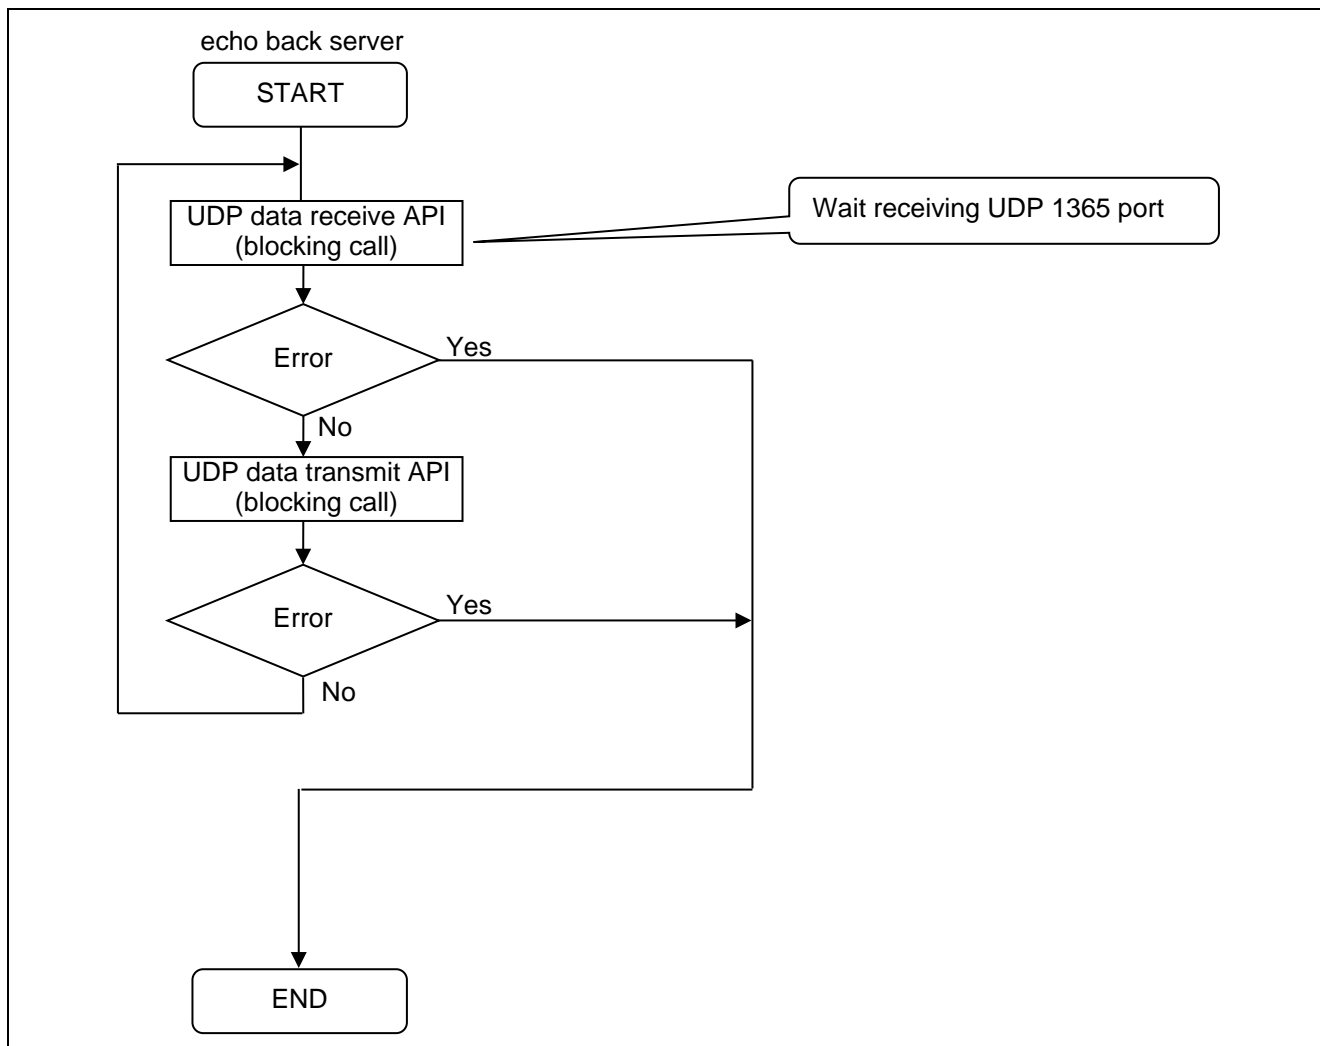 echo back server
START
UDP data receive API
(blocking call)
Wait receiving UDP 1365 port
Error
Yes
No
UDP data transmit API
(blocking call)
Error
Yes
No
END